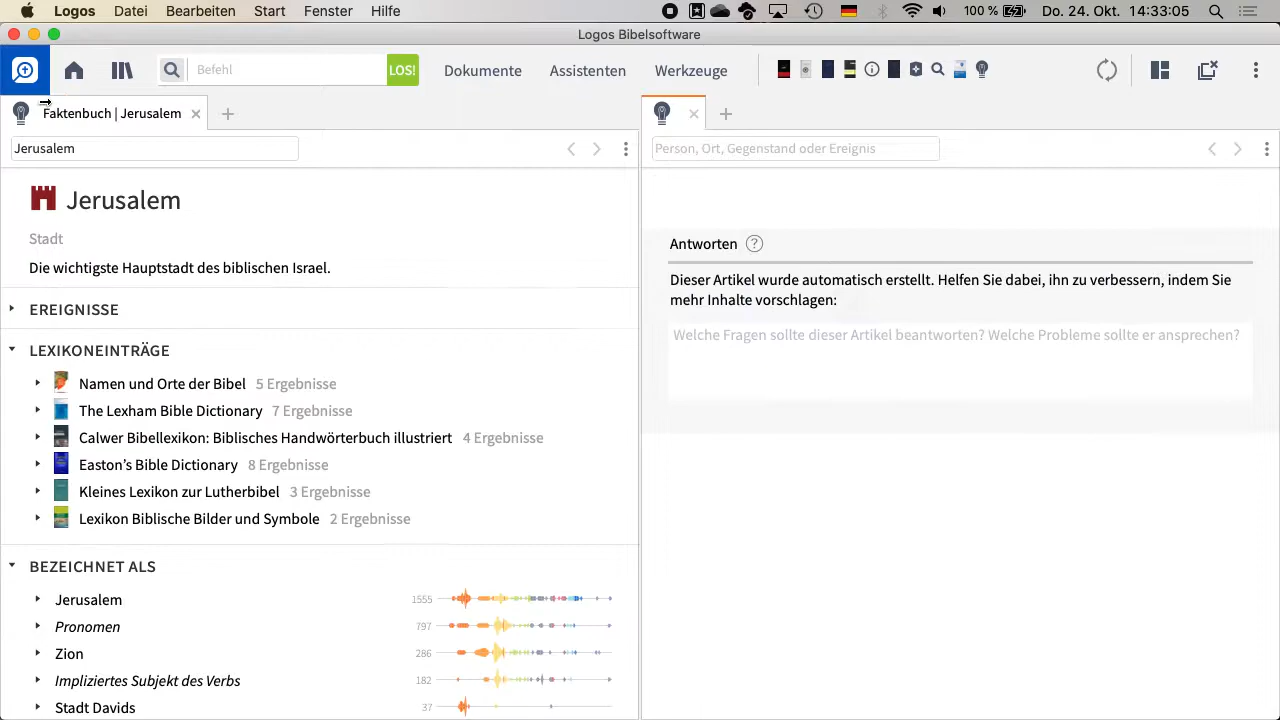 Logos Datei Bearbeiten Start Fenster Hilfe 100 % Do. 24. Okt. 14:33:05
Logos Bibelsoftware
Befehl LOS! Dokumente Assistenten Werkzeuge
Faktenbuch | Jerusalem
Jerusalem
Person, Ort, Gegenstand oder Ereignis
Jerusalem
Stadt
Die wichtigste Hauptstadt des biblischen Israel.
EREIGNISSE
LEXIKONEINTRÄGE
Namen und Orte der Bibel 5 Ergebnisse
The Lexham Bible Dictionary 7 Ergebnisse
Calwer Bibellexikon: Biblisches Handwörterbuch illustriert 4 Ergebnisse
Easton's Bible Dictionary 8 Ergebnisse
Kleines Lexikon zur Lutherbibel 3 Ergebnisse
Lexikon Biblische Bilder und Symbole 2 Ergebnisse
BEZEICHNET ALS
Jerusalem 1555
Pronomen 797
Zion 286
Impliziertes Subjekt des Verbs 182
Stadt Davids 37
Antworten ?
Dieser Artikel wurde automatisch erstellt. Helfen Sie dabei, ihn zu verbessern, indem Sie
mehr Inhalte vorschlagen:
Welche Fragen sollte dieser Artikel beantworten? Welche Probleme sollte er ansprechen?